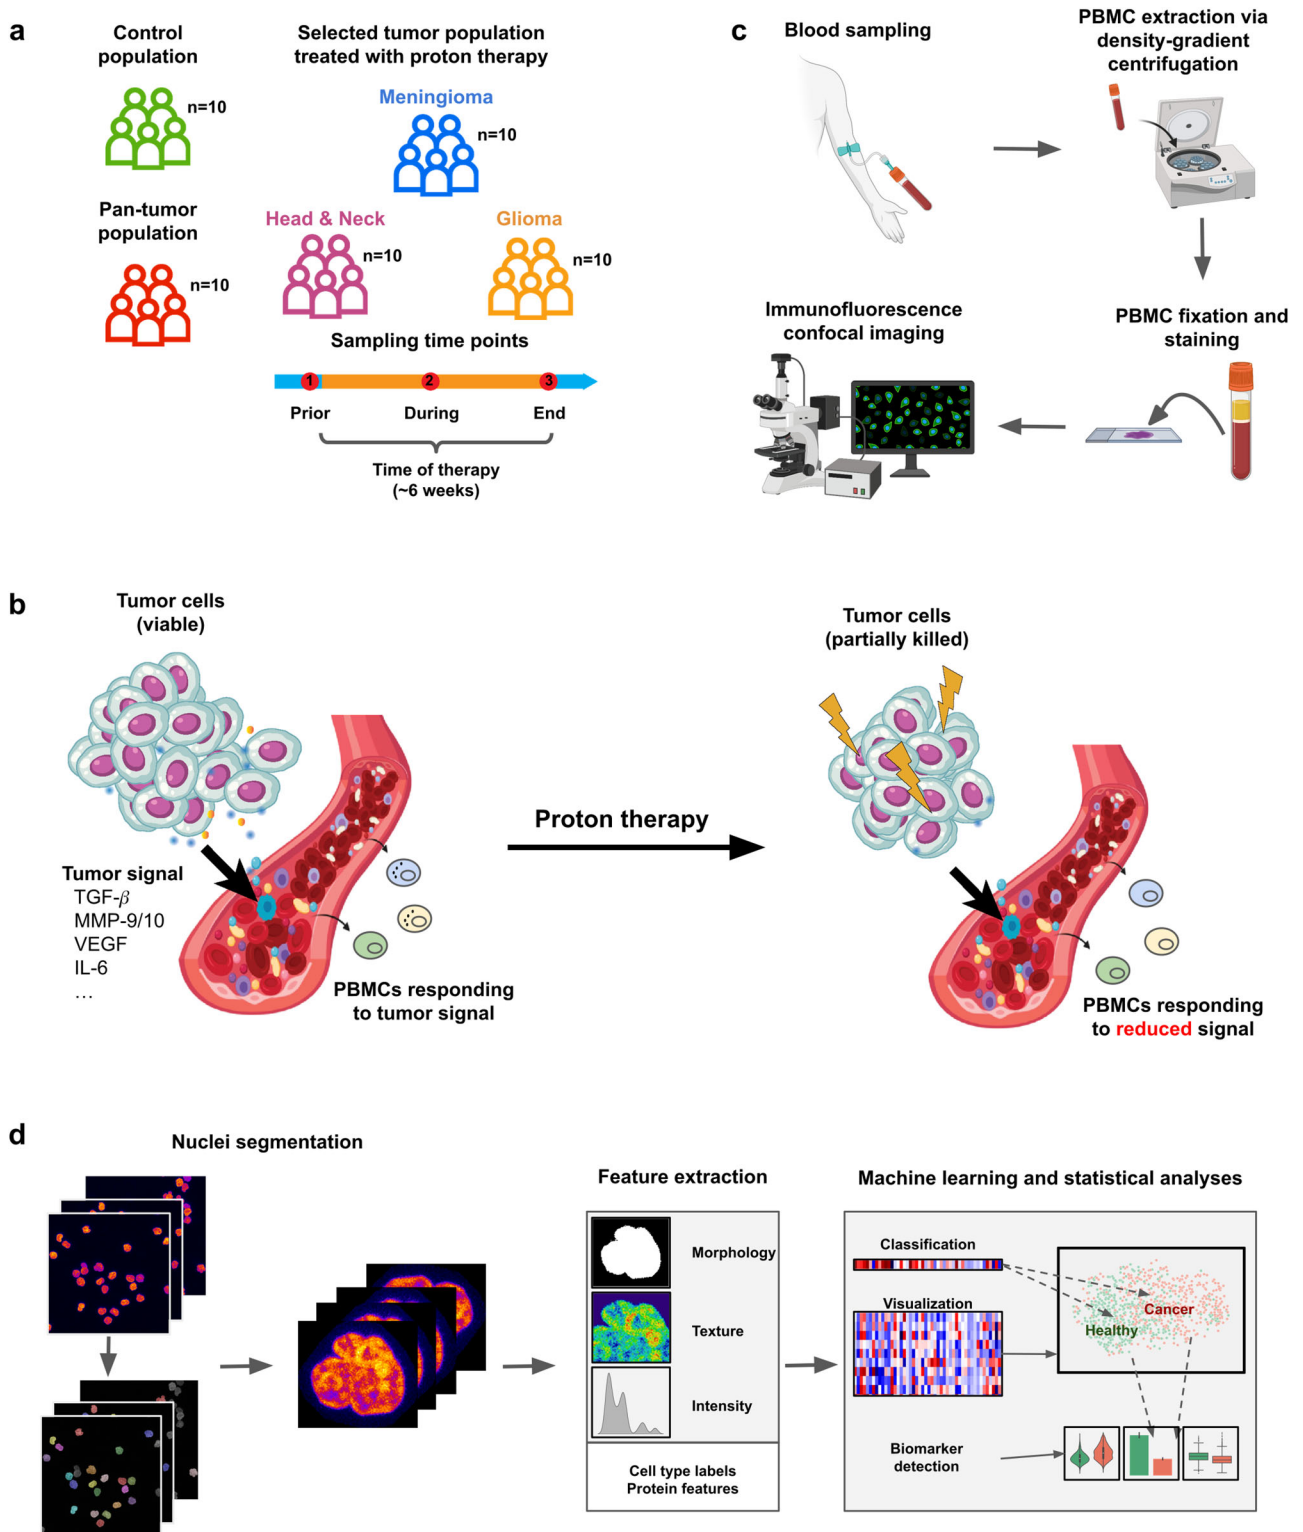 a
Control
population
n=10
Pan-tumor
population
n=10
Selected tumor population
treated with proton therapy
Meningioma
n=10
Head & Neck
n=10
Glioma
n=10
Sampling time points
1
2
3
Prior
During
End
Time of therapy
(~6 weeks)
c
Blood sampling
PBMC extraction via
density-gradient
centrifugation
PBMC fixation and
staining
Immunofluorescence
confocal imaging
b
Tumor cells
(viable)
Tumor signal
TGF-β
MMP-9/10
VEGF
IL-6
...
PBMCs responding
to tumor signal
Proton therapy
Tumor cells
(partially killed)
PBMCs responding
to reduced signal
d
Nuclei segmentation
Feature extraction
Morphology
Texture
Intensity
Cell type labels
Protein features
Machine learning and statistical analyses
Classification
Visualization
Cancer
Healthy
Biomarker
detection